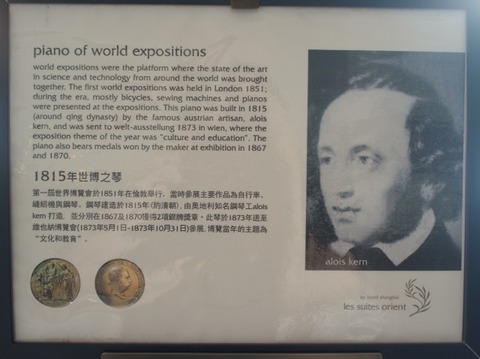 piano of world expositions
world expositions were the platform where the state of the art
in science and technology from around the world was brought
together. The first world expositions was held in London 1851;
during the era, mostly bicycles, sewing machines and pianos
were presented at the expositions. This piano was built in 1815
(around qing dynasty) by the famous austrian artisan, alois
kern, and was sent to welt-ausstellung 1873 in wien, where the
exposition theme of the year was "culture and education". The
piano also bears medals won by the maker at exhibition in 1867
and 1870.
1815年世博之琴
第一屆世界博覽會於1851年在倫敦舉行，當時參展主要作品為自行車、
縫紉機與鋼琴。鋼琴建造於1815年(約清朝)，由奧地利知名鋼琴工alois
kern 打造，並分別在1867及1870獲得2項銀牌獎章。此琴於1873年送至
維也納博覽會(1873年5月1日-1873年10月31日)參展，博覽當年的主題為
"文化和教育"。
alois kern
by bund shanghai
les suites orient